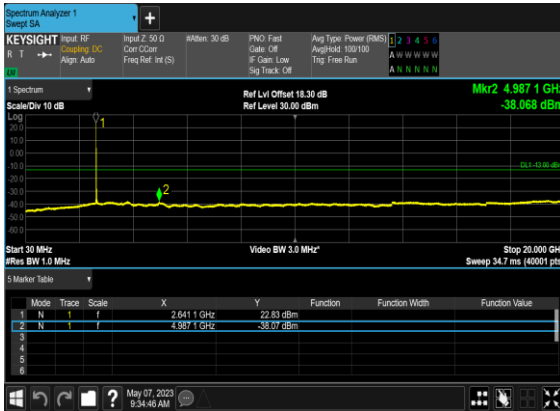 Spectrum Analyzer 1
Swept SA
+
KEYSIGHT Input: RF Input Z: 50 Ω #Atten: 30 dB PNO: Fast Avg Type: Power (RMS) 1 2 3 4 5 6
R T Coupling: DC Corr CCorr Gate: Off Avg|Hold: 100/100 A W W W W W
Align: Auto Freq Ref: Int (S) IF Gain: Low Trig: Free Run
Sig Track: Off A N N N N N
1 Spectrum Ref Lvl Offset 18.30 dB Mkr2 4.987 1 GHz
Scale/Div 10 dB Ref Level 30.00 dBm -38.068 dBm
Log
1
20.0
10.0
0.00
-10.0
DL1 -13.00 dBm
-20.0
-30.0
2
-40.0
-50.0
-60.0
Start 30 MHz Video BW 3.0 MHz* Stop 20.000 GH
#Res BW 1.0 MHz Sweep 34.7 ms (40001 pts
5 Marker Table
Mode Trace Scale X Y Function Function Width Function Value
1 N 1 f 2.641 1 GHz 22.83 dBm
2 N 1 f 4.987 1 GHz -38.07 dBm
3
4
5
6
? May 07, 2023
9:34:46 AM